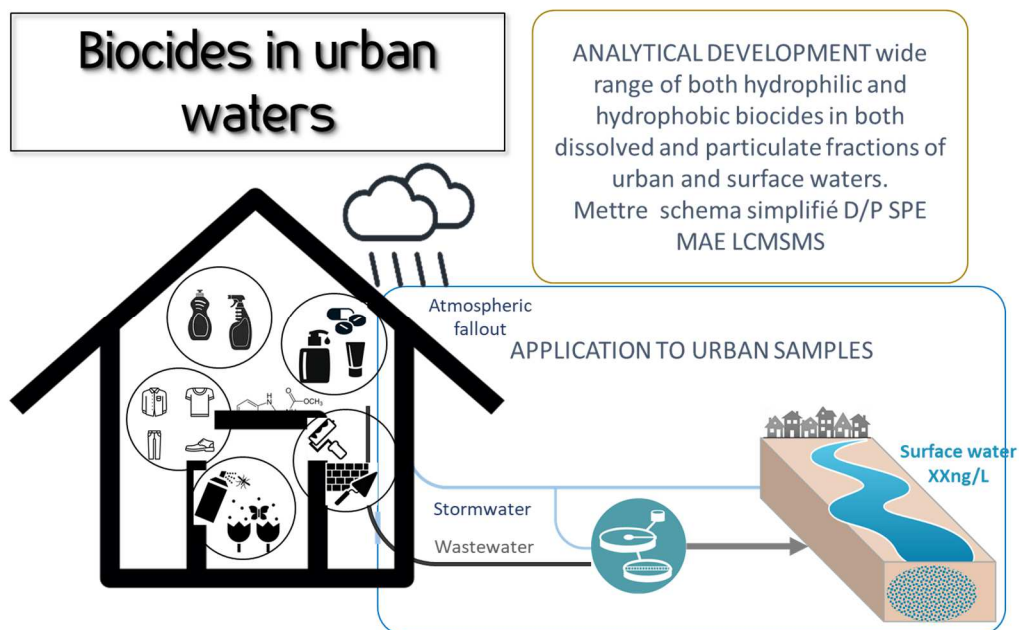 Biocides in urban
waters
ANALYTICAL DEVELOPMENT wide
range of both hydrophilic and
hydrophobic biocides in both
dissolved and particulate fractions of
urban and surface waters.
Mettre schema simplifié D/P SPE
MAE LCMSMS
Atmospheric
fallout
APPLICATION TO URBAN SAMPLES
H
N
O
OCH₃
Surface water
XXng/L
Stormwater
Wastewater